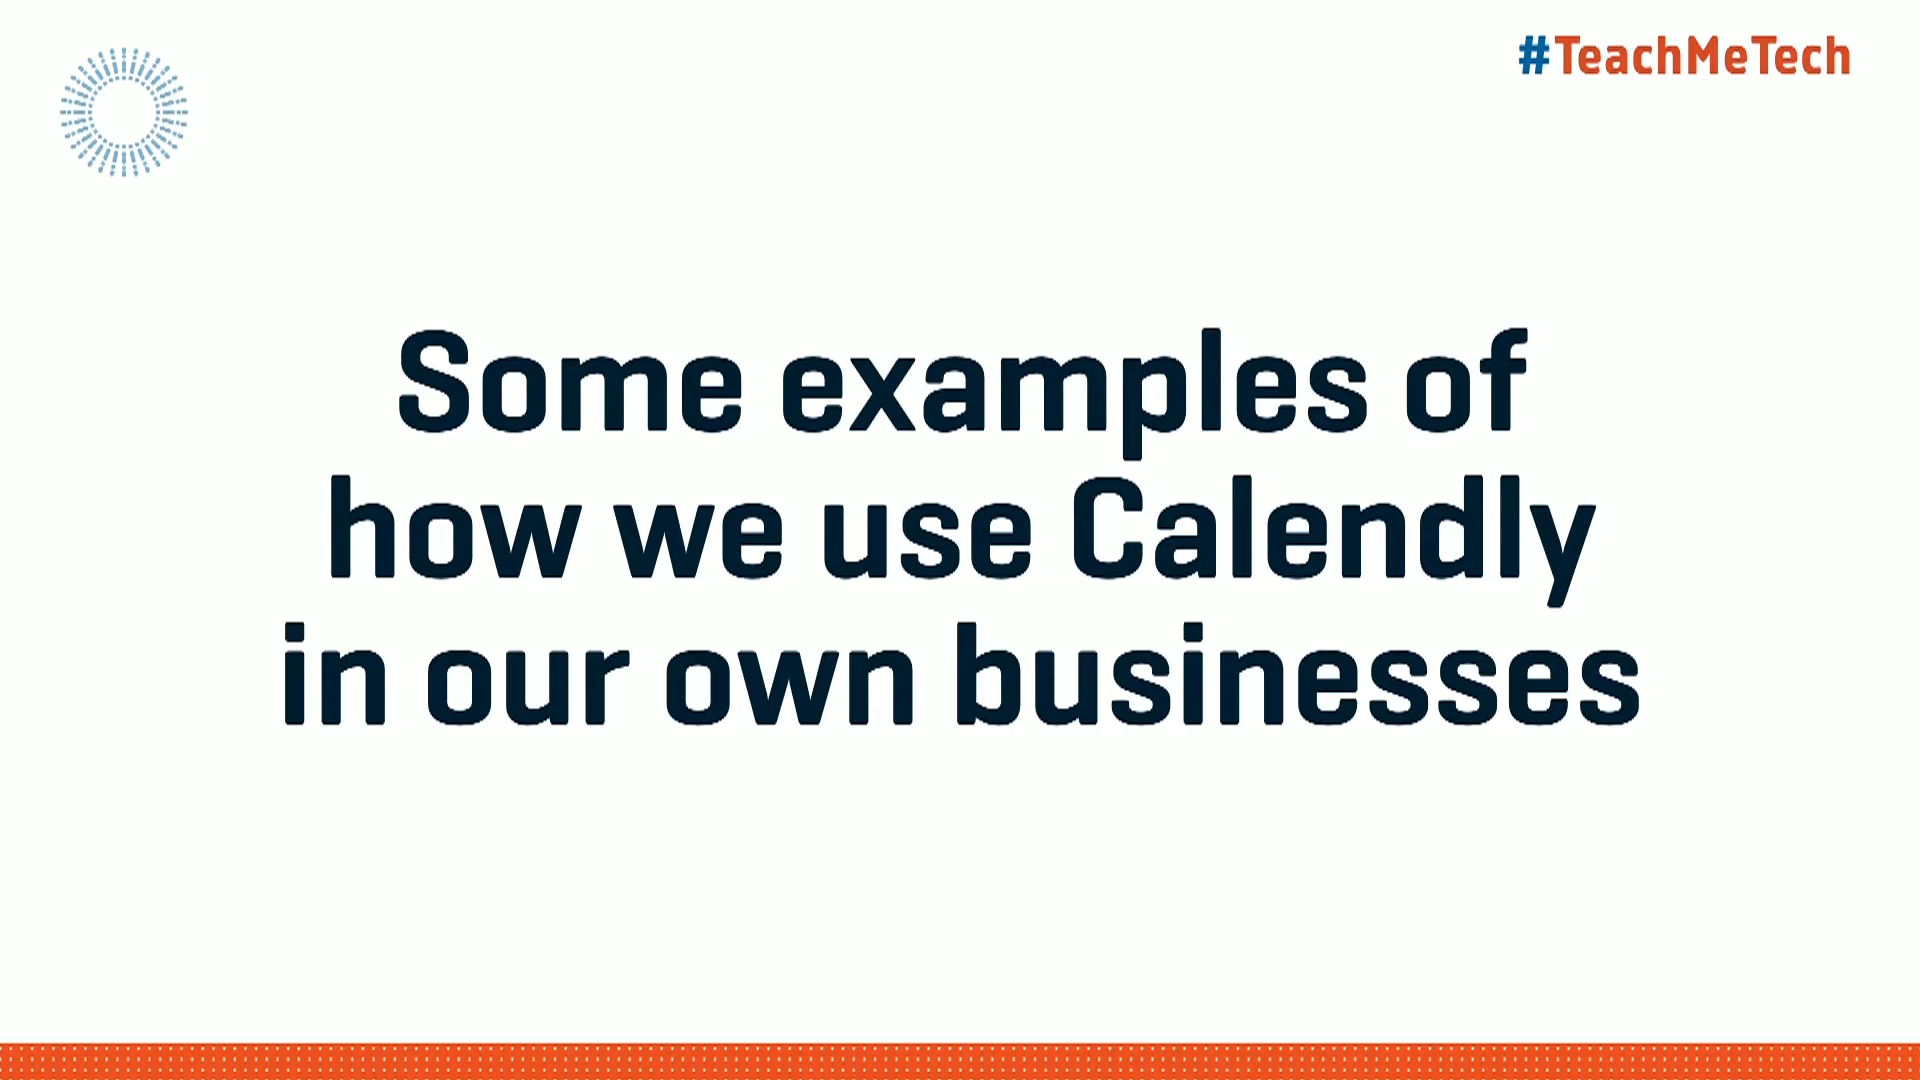 #TeachMeTech
Some examples of
how we use Calendly
in our own businesses